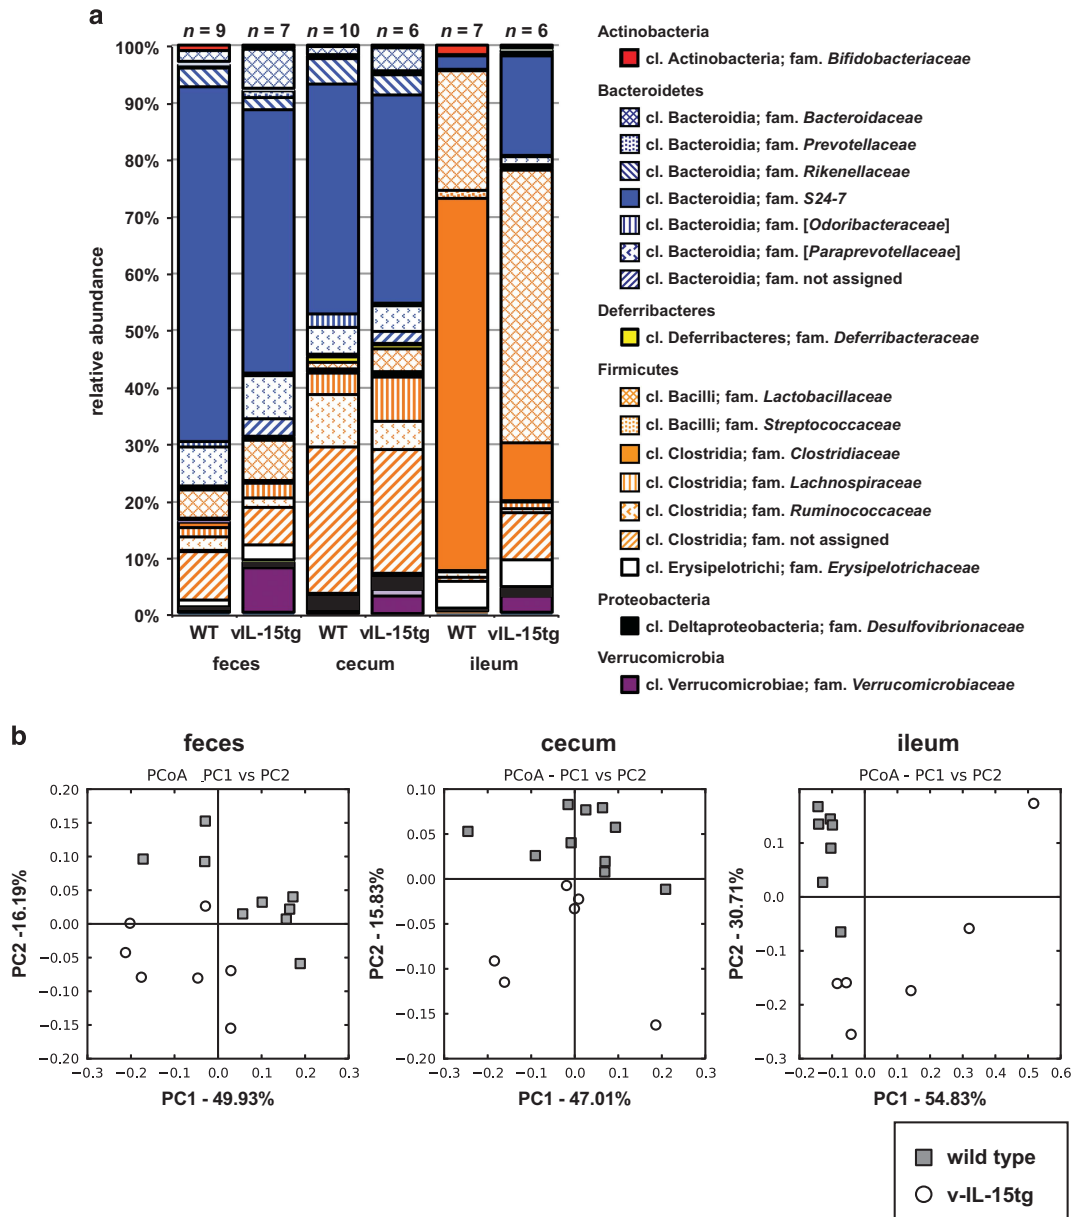 a
n = 9 n = 7 n = 10 n = 6 n = 7 n = 6
100%
90%
80%
70%
60%
50%
40%
30%
20%
10%
0%
relative abundance
WT vIL-15tg WT vIL-15tg WT vIL-15tg
feces cecum ileum
Actinobacteria
cl. Actinobacteria; fam. Bifidobacteriaceae
Bacteroidetes
cl. Bacteroidia; fam. Bacteroidaceae
cl. Bacteroidia; fam. Prevotellaceae
cl. Bacteroidia; fam. Rikenellaceae
cl. Bacteroidia; fam. S24-7
cl. Bacteroidia; fam. [Odoribacteraceae]
cl. Bacteroidia; fam. [Paraprevotellaceae]
cl. Bacteroidia; fam. not assigned
Deferribacteres
cl. Deferribacteres; fam. Deferribacteraceae
Firmicutes
cl. Bacilli; fam. Lactobacillaceae
cl. Bacilli; fam. Streptococcaceae
cl. Clostridia; fam. Clostridiaceae
cl. Clostridia; fam. Lachnospiraceae
cl. Clostridia; fam. Ruminococcaceae
cl. Clostridia; fam. not assigned
cl. Erysipelotrichi; fam. Erysipelotrichaceae
Proteobacteria
cl. Deltaproteobacteria; fam. Desulfovibrionaceae
Verrucomicrobia
cl. Verrucomicrobiae; fam. Verrucomicrobiaceae
b
feces
PCoA _PC1 vs PC2
0.20
0.15
0.10
0.05
0.00
−0.05
−0.10
−0.15
−0.20
PC2 -16.19%
−0.3 −0.2 −0.1 0.0 0.1 0.2 0.3
PC1 - 49.93%
cecum
PCoA - PC1 vs PC2
0.10
0.05
0.00
−0.05
−0.10
−0.15
−0.20
PC2 - 15.83%
−0.3 −0.2 −0.1 0.0 0.1 0.2 0.3
PC1 - 47.01%
ileum
PCoA - PC1 vs PC2
0.1
0.0
−0.1
−0.2
−0.3
PC2 - 30.71%
−0.2 −0.1 0.0 0.1 0.2 0.3 0.4 0.5 0.6
PC1 - 54.83%
wild type
v-IL-15tg